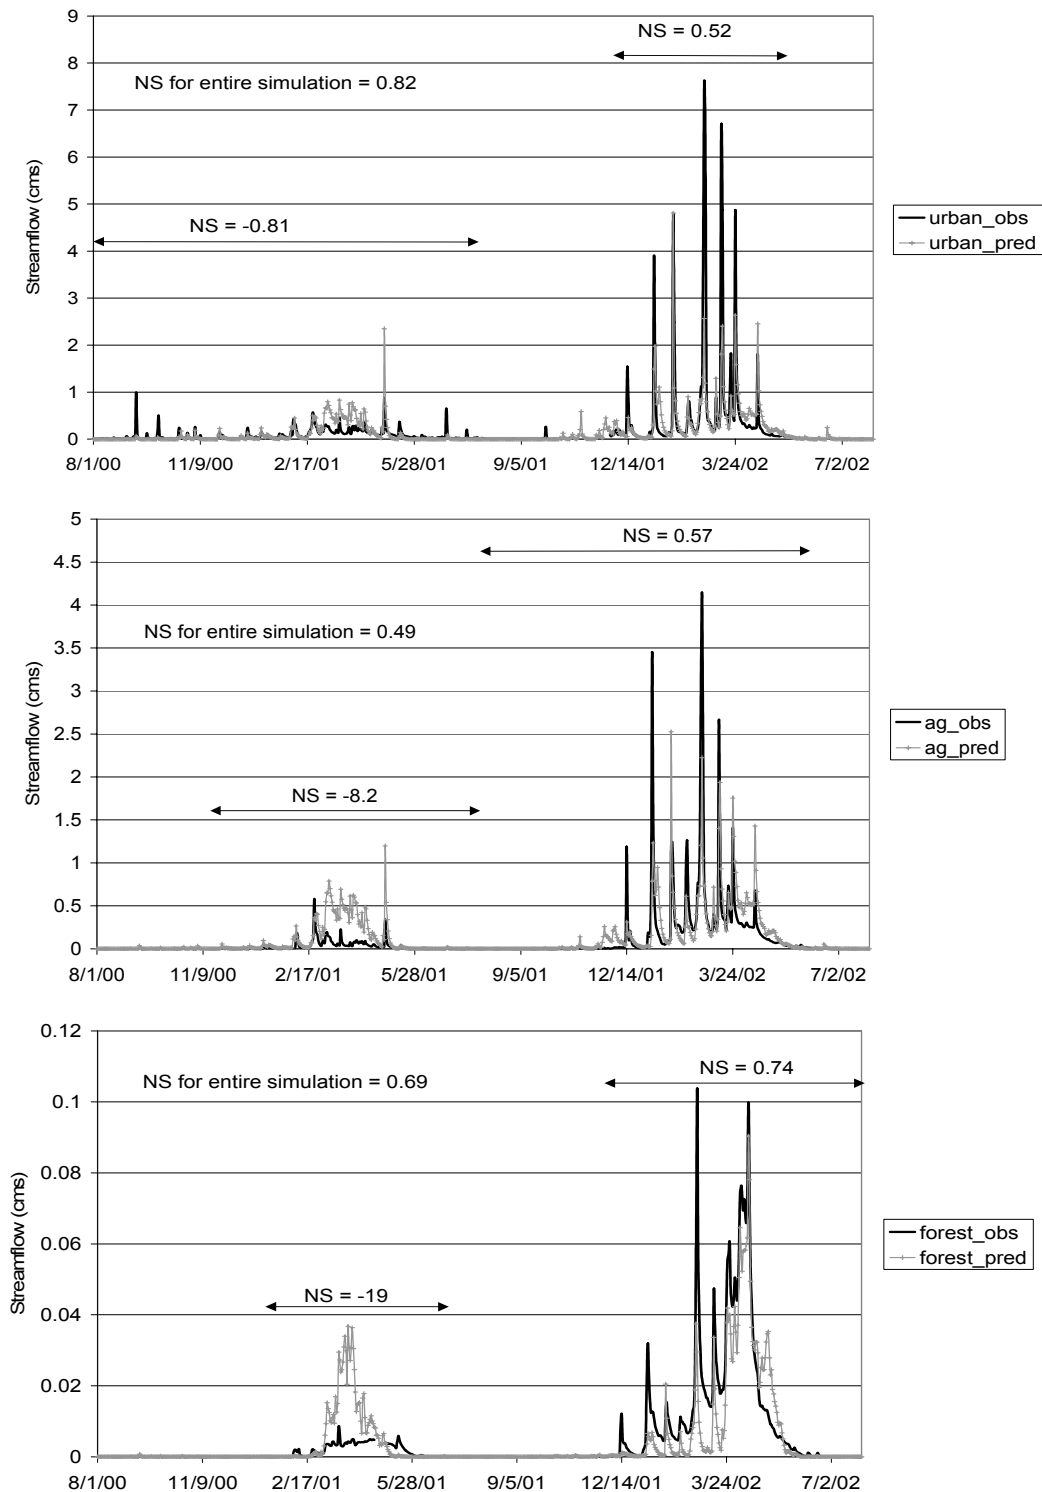 9
8
7
6
5
4
3
2
1
0
Streamflow (cms)
NS = 0.52
NS for entire simulation = 0.82
NS = -0.81
8/1/00 11/9/00 2/17/01 5/28/01 9/5/01 12/14/01 3/24/02 7/2/02
urban_obs
urban_pred
5
4.5
4
3.5
3
2.5
2
1.5
1
0.5
0
Streamflow (cms)
NS = 0.57
NS for entire simulation = 0.49
NS = -8.2
8/1/00 11/9/00 2/17/01 5/28/01 9/5/01 12/14/01 3/24/02 7/2/02
ag_obs
ag_pred
0.12
0.1
0.08
0.06
0.04
0.02
0
Streamflow (cms)
NS for entire simulation = 0.69
NS = 0.74
NS = -19
8/1/00 11/9/00 2/17/01 5/28/01 9/5/01 12/14/01 3/24/02 7/2/02
forest_obs
forest_pred